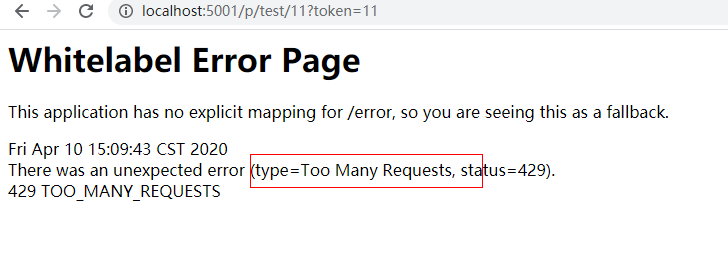 localhost:5001/p/test/11?token=11
Whitelabel Error Page
This application has no explicit mapping for /error, so you are seeing this as a fallback.
Fri Apr 10 15:09:43 CST 2020
There was an unexpected error (type=Too Many Requests, status=429).
429 TOO_MANY_REQUESTS